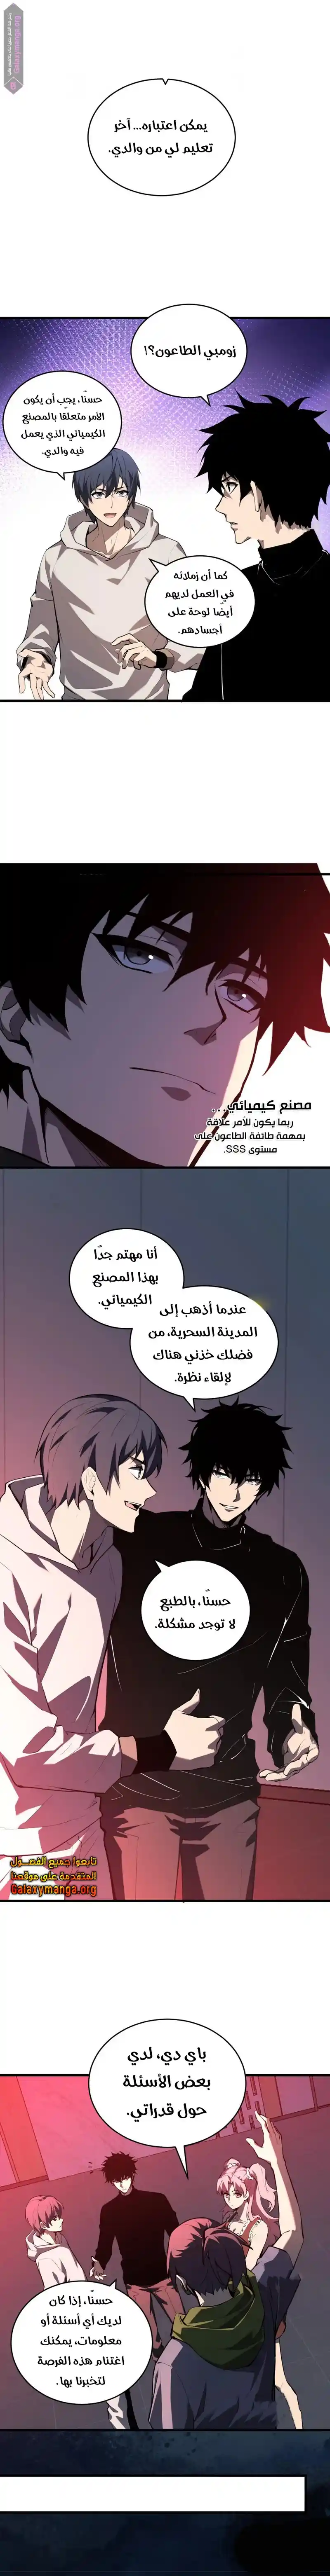 Galaxymanga.org
يمكن اعتباره... آخر
تعليم لي من والدي.
زومبي الطاعون؟!
حسنًا، يجب أن يكون
الأمر متعلقًا بالمصنع
الكيميائي الذي يعمل
فيه والدي.
كما أن زملائه
في العمل لديهم
أيضًا لوحة على
أجسادهم.
مصنع كيميائي...
ربما يكون للأمر علاقة
بمهمة طائفة الطاعون على
مستوى SSS.
أنا مهتم جدًا
بهذا المصنع
الكيميائي.
عندما أذهب إلى
المدينة السحرية، من
فضلك خذني هناك
لإلقاء نظرة.
حسنًا، بالطبع
لا توجد مشكلة.
تابعوا جميع الفصول
المتقدمة على موقعنا
Galaxymanga.org
باي دي، لدي
بعض الأسئلة
حول قدراتي.
حسنًا، إذا كان
لديك أي أسئلة أو
معلومات، يمكنك
اغتنام هذه الفرصة
لتخبرنا بها.